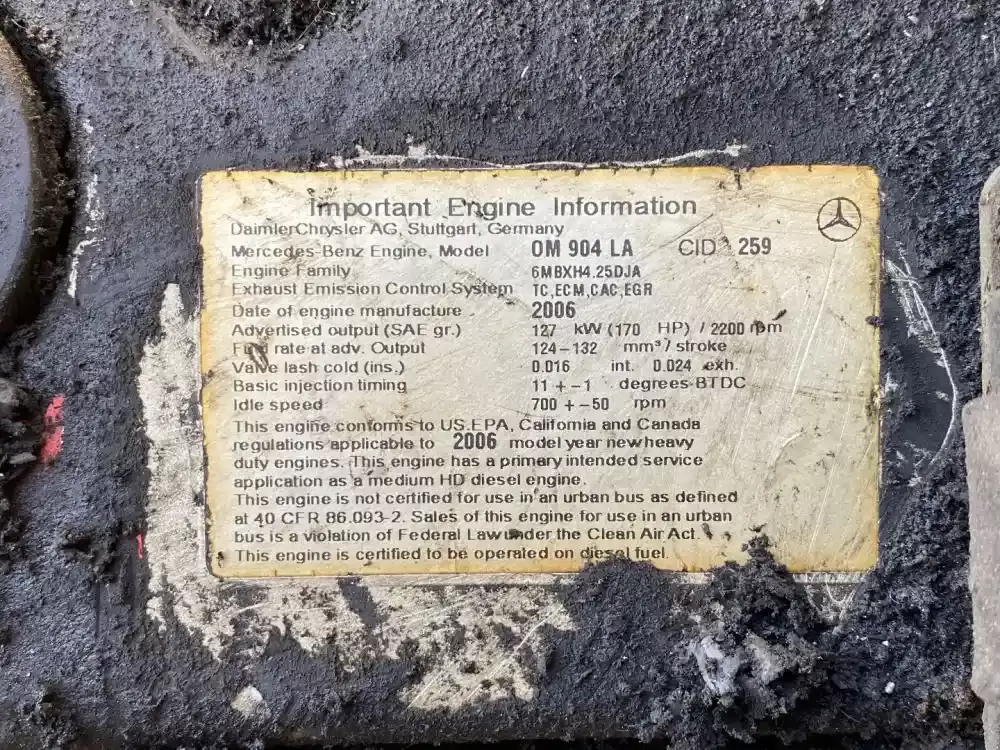 Important Engine Information
DaimlerChrysler AG, Stuttgart, Germany
Mercedes-Benz Engine, Model OM 904 LA CID 259
Engine Family 6MBXH4.25DJA
Exhaust Emission Control System TC,ECM,CAC,EGR
Date of engine manufacture 2006
Advertised output (SAE gr.) 127 kW (170 HP) / 2200 rpm
Fuel rate at adv. Output 124-132 mm³/ stroke
Valve lash cold (ins.) 0.016 int. 0.024 exh.
Basic injection timing 11 +-1 degrees BTDC
Idle speed 700 +-50 rpm
This engine conforms to US.EPA, California and Canada
regulations applicable to 2006 model year new heavy
duty engines. This engine has a primary intended service
application as a medium HD diesel engine.
This engine is not certified for use in an urban bus as defined
at 40 CFR 86.093-2. Sales of this engine for use in an urban
bus is a violation of Federal Law under the Clean Air Act.
This engine is certified to be operated on diesel fuel.